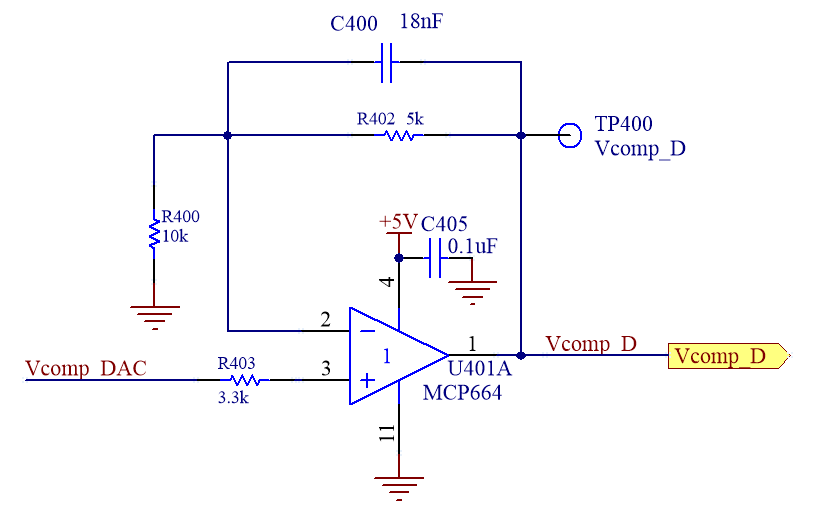 C400 18nF
R402 5k
TP400
Vcomp_D
R400
10k
+5V C405
0.1uF
4
2
1
Vcomp_D
Vcomp_D
1
U401A
MCP664
Vcomp_DAC
R403
3
3.3k
11